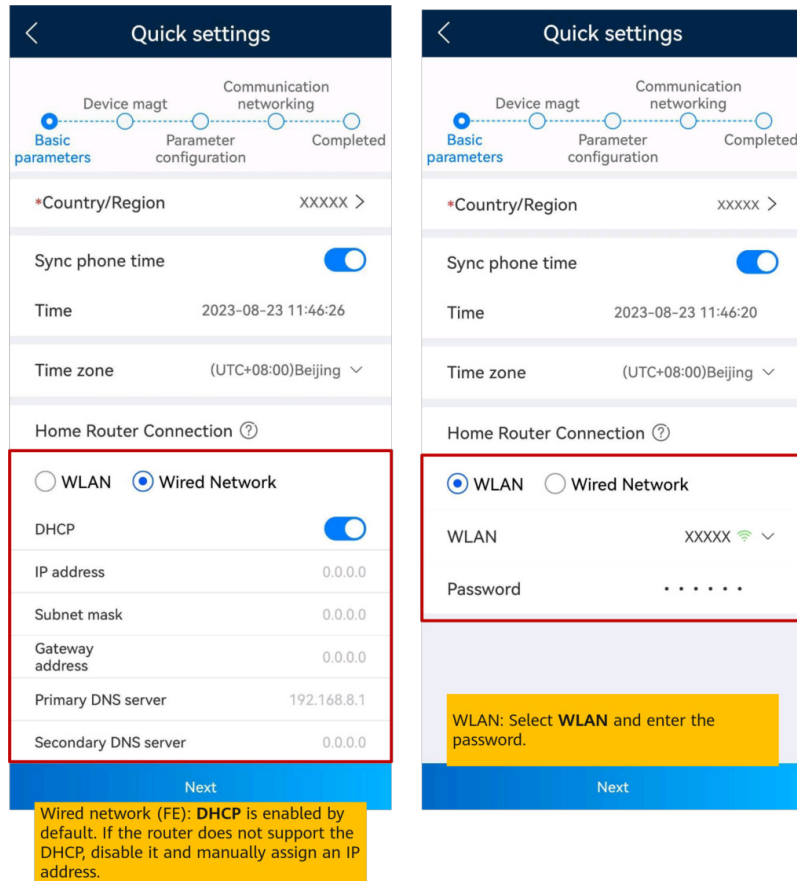 Quick settings
Communication
Device magt networking
Basic Parameter Completed
parameters configuration
*Country/Region XXXXX >
Sync phone time
Time 2023-08-23 11:46:26
Time zone (UTC+08:00)Beijing
Home Router Connection ?
WLAN Wired Network
DHCP
IP address 0.0.0.0
Subnet mask 0.0.0.0
Gateway
address 0.0.0.0
Primary DNS server 192.168.8.1
Secondary DNS server 0.0.0.0
Next
Wired network (FE): DHCP is enabled by
default. If the router does not support the
DHCP, disable it and manually assign an IP
address.
Quick settings
Communication
Device magt networking
Basic Parameter Completed
parameters configuration
*Country/Region XXXXX >
Sync phone time
Time 2023-08-23 11:46:20
Time zone (UTC+08:00)Beijing
Home Router Connection ?
WLAN Wired Network
WLAN XXXXX
Password ······
WLAN: Select WLAN and enter the
password.
Next